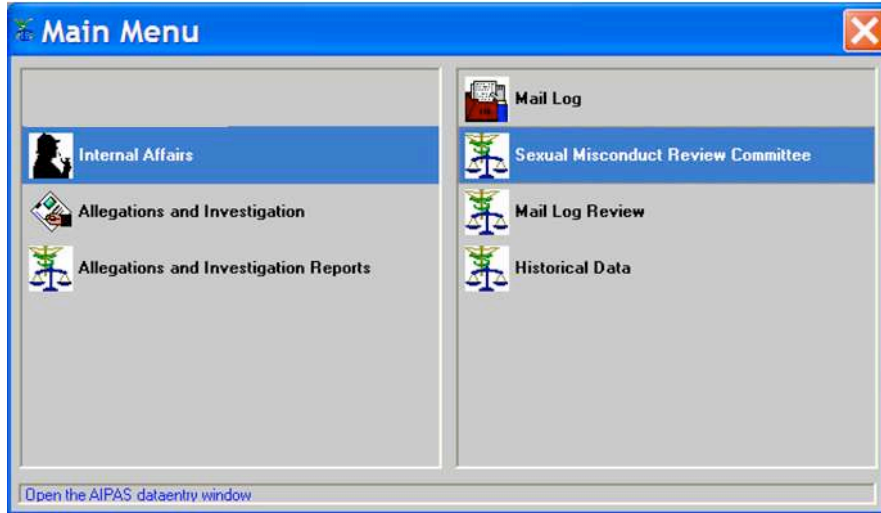 Main Menu
Internal Affairs
Allegations and Investigation
Allegations and Investigation Reports
Mail Log
Sexual Misconduct Review Committee
Mail Log Review
Historical Data
Open the AIPAS dataentry window